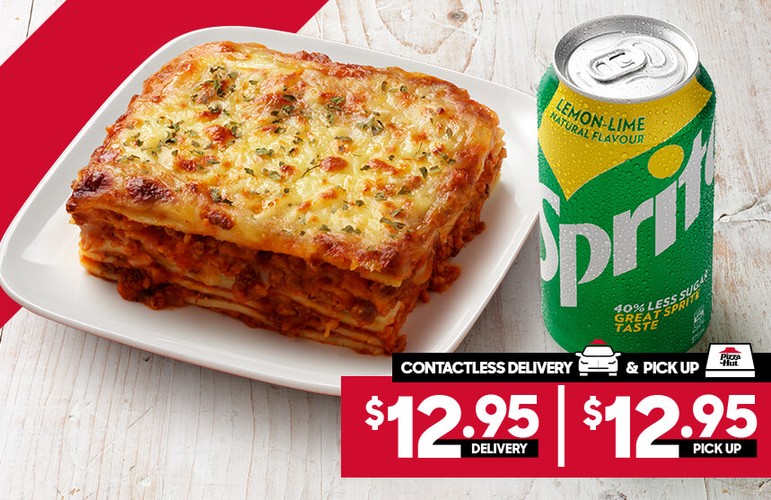 LEMON-LIME
NATURAL FLAVOUR
Sprit
40% LESS SUGAR
GREAT SPRITE
TASTE
CONTACTLESS DELIVERY & PICK UP
Pizza
Hut
$12.95
DELIVERY
$12.95
PICK UP